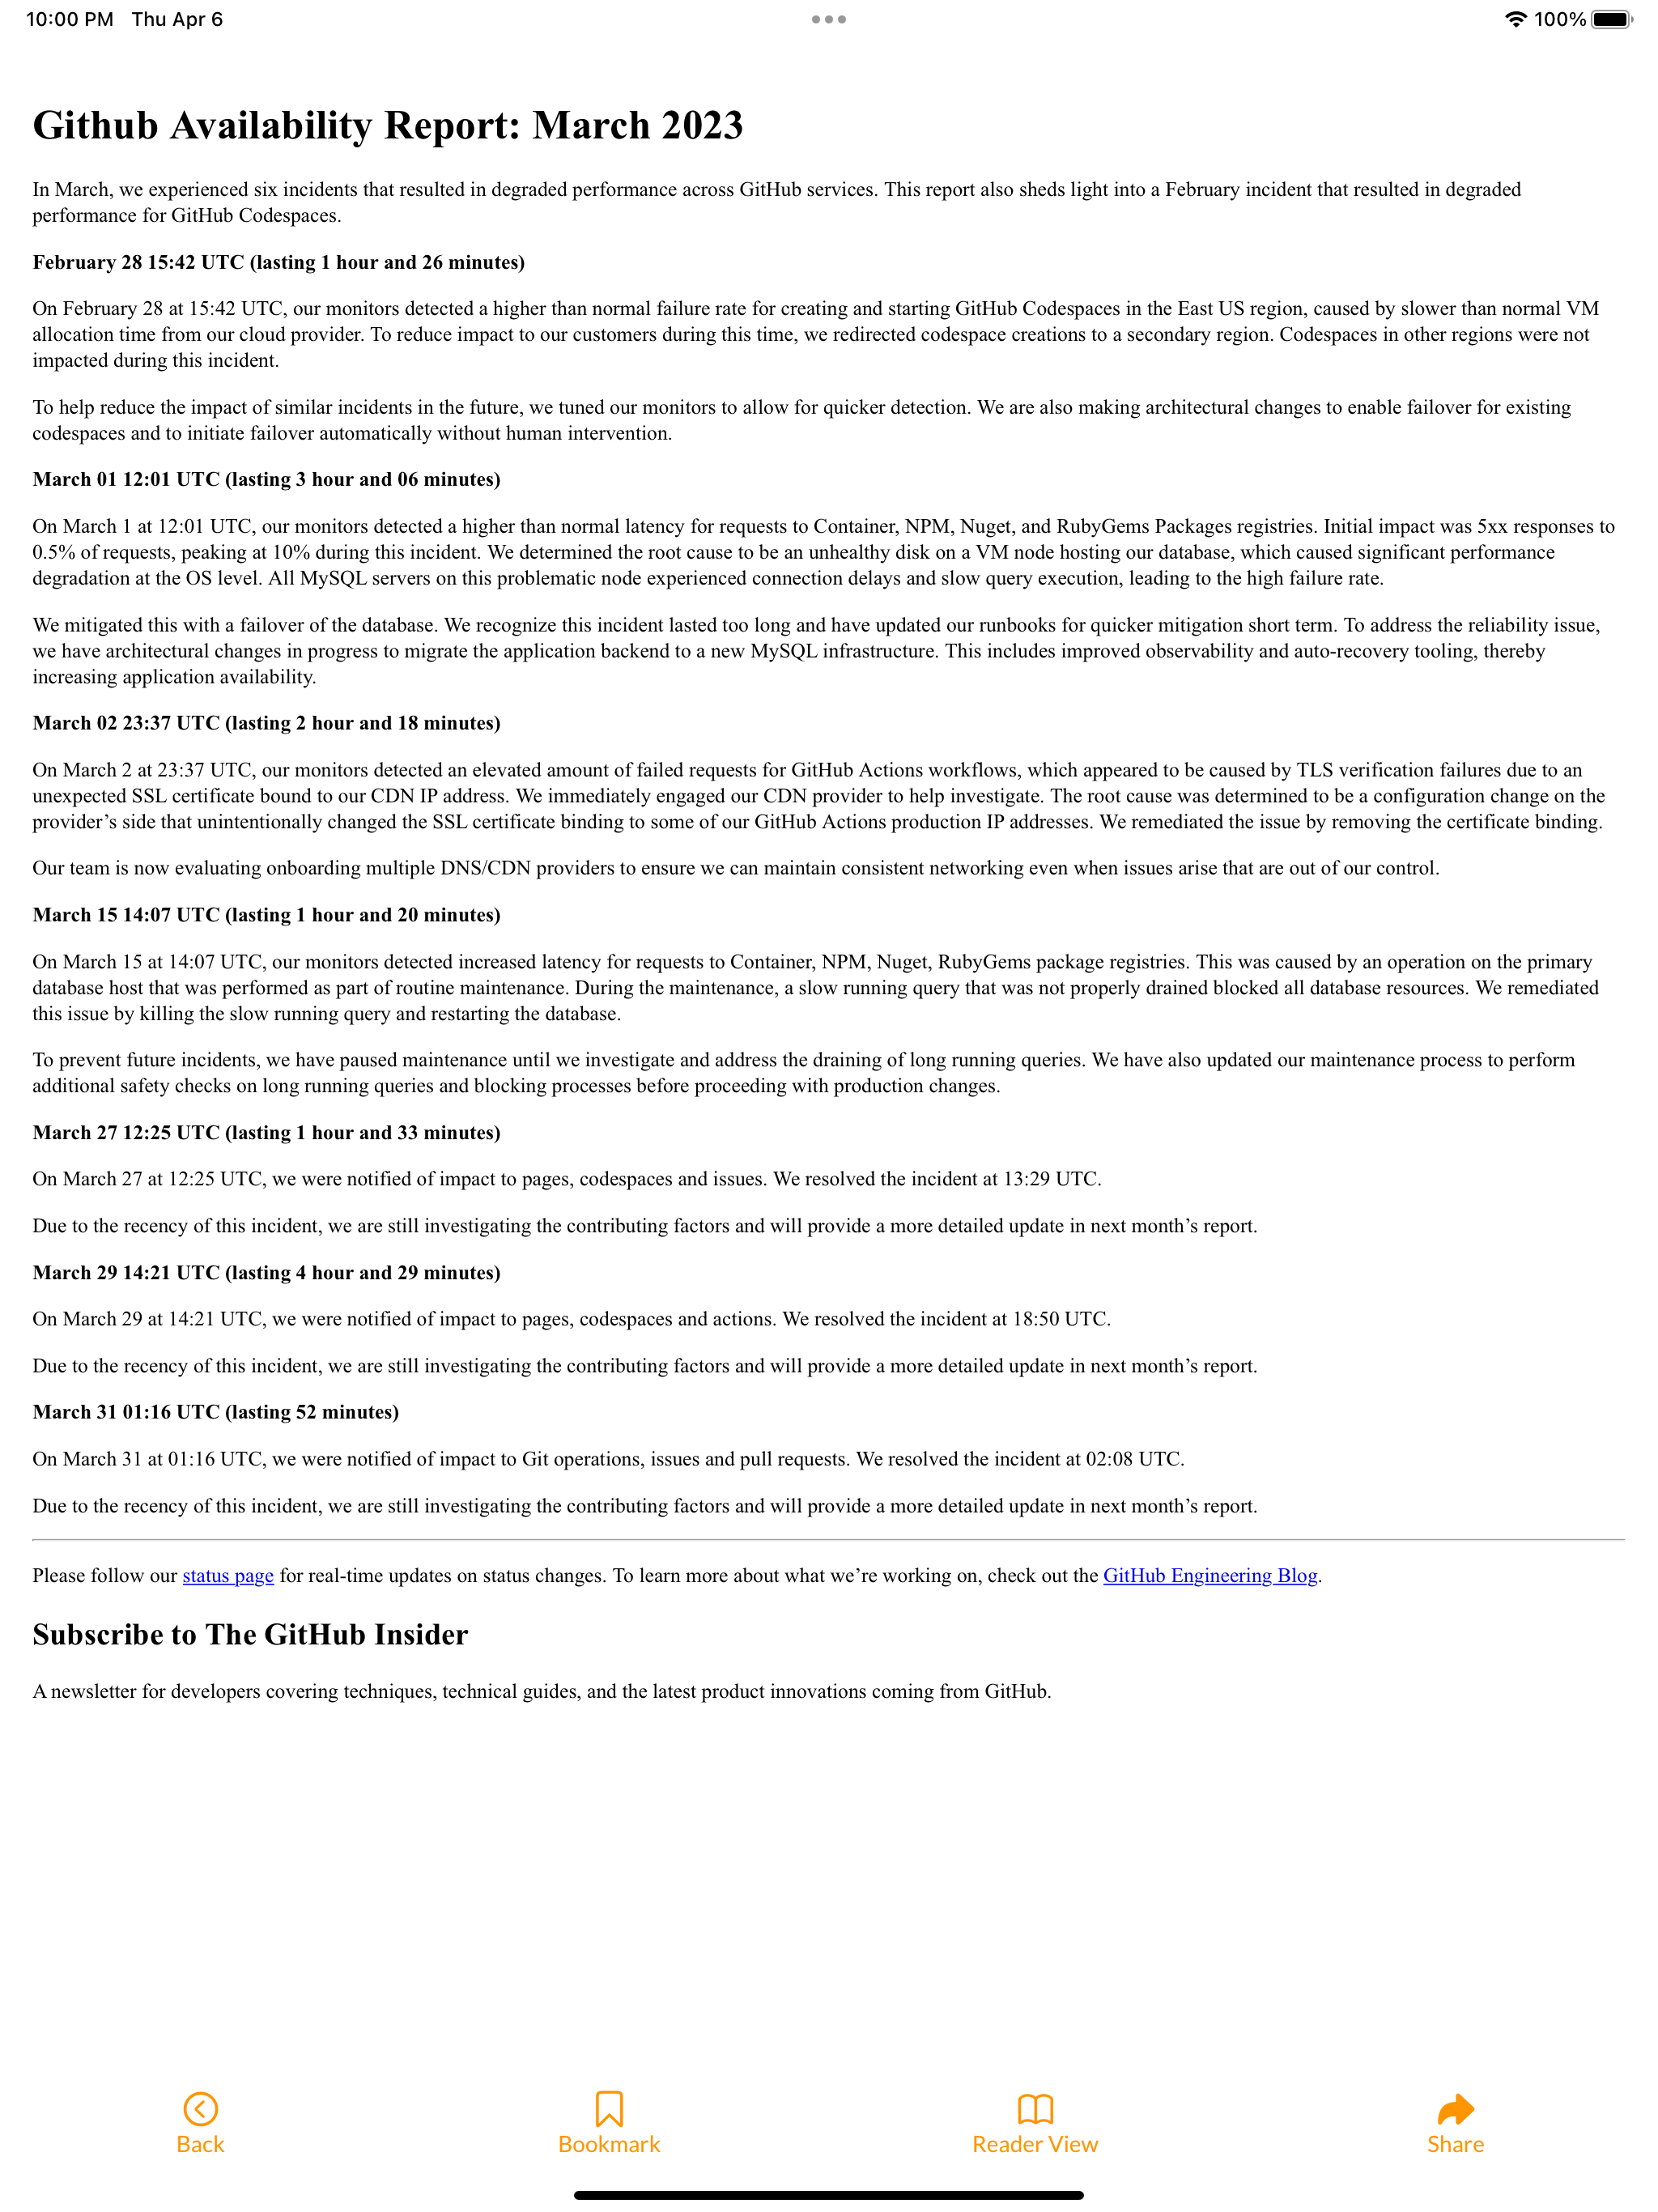 10:00 PM Thu Apr 6
100%
Github Availability Report: March 2023
In March, we experienced six incidents that resulted in degraded performance across GitHub services. This report also sheds light into a February incident that resulted in degraded
performance for GitHub Codespaces.
February 28 15:42 UTC (lasting 1 hour and 26 minutes)
On February 28 at 15:42 UTC, our monitors detected a higher than normal failure rate for creating and starting GitHub Codespaces in the East US region, caused by slower than normal VM
allocation time from our cloud provider. To reduce impact to our customers during this time, we redirected codespace creations to a secondary region. Codespaces in other regions were not
impacted during this incident.
To help reduce the impact of similar incidents in the future, we tuned our monitors to allow for quicker detection. We are also making architectural changes to enable failover for existing
codespaces and to initiate failover automatically without human intervention.
March 01 12:01 UTC (lasting 3 hour and 06 minutes)
On March 1 at 12:01 UTC, our monitors detected a higher than normal latency for requests to Container, NPM, Nuget, and RubyGems Packages registries. Initial impact was 5xx responses to
0.5% of requests, peaking at 10% during this incident. We determined the root cause to be an unhealthy disk on a VM node hosting our database, which caused significant performance
degradation at the OS level. All MySQL servers on this problematic node experienced connection delays and slow query execution, leading to the high failure rate.
We mitigated this with a failover of the database. We recognize this incident lasted too long and have updated our runbooks for quicker mitigation short term. To address the reliability issue,
we have architectural changes in progress to migrate the application backend to a new MySQL infrastructure. This includes improved observability and auto-recovery tooling, thereby
increasing application availability.
March 02 23:37 UTC (lasting 2 hour and 18 minutes)
On March 2 at 23:37 UTC, our monitors detected an elevated amount of failed requests for GitHub Actions workflows, which appeared to be caused by TLS verification failures due to an
unexpected SSL certificate bound to our CDN IP address. We immediately engaged our CDN provider to help investigate. The root cause was determined to be a configuration change on the
provider’s side that unintentionally changed the SSL certificate binding to some of our GitHub Actions production IP addresses. We remediated the issue by removing the certificate binding.
Our team is now evaluating onboarding multiple DNS/CDN providers to ensure we can maintain consistent networking even when issues arise that are out of our control.
March 15 14:07 UTC (lasting 1 hour and 20 minutes)
On March 15 at 14:07 UTC, our monitors detected increased latency for requests to Container, NPM, Nuget, RubyGems package registries. This was caused by an operation on the primary
database host that was performed as part of routine maintenance. During the maintenance, a slow running query that was not properly drained blocked all database resources. We remediated
this issue by killing the slow running query and restarting the database.
To prevent future incidents, we have paused maintenance until we investigate and address the draining of long running queries. We have also updated our maintenance process to perform
additional safety checks on long running queries and blocking processes before proceeding with production changes.
March 27 12:25 UTC (lasting 1 hour and 33 minutes)
On March 27 at 12:25 UTC, we were notified of impact to pages, codespaces and issues. We resolved the incident at 13:29 UTC.
Due to the recency of this incident, we are still investigating the contributing factors and will provide a more detailed update in next month’s report.
March 29 14:21 UTC (lasting 4 hour and 29 minutes)
On March 29 at 14:21 UTC, we were notified of impact to pages, codespaces and actions. We resolved the incident at 18:50 UTC.
Due to the recency of this incident, we are still investigating the contributing factors and will provide a more detailed update in next month’s report.
March 31 01:16 UTC (lasting 52 minutes)
On March 31 at 01:16 UTC, we were notified of impact to Git operations, issues and pull requests. We resolved the incident at 02:08 UTC.
Due to the recency of this incident, we are still investigating the contributing factors and will provide a more detailed update in next month’s report.
Please follow our status page for real-time updates on status changes. To learn more about what we’re working on, check out the GitHub Engineering Blog.
Subscribe to The GitHub Insider
A newsletter for developers covering techniques, technical guides, and the latest product innovations coming from GitHub.
Back
Bookmark
Reader View
Share